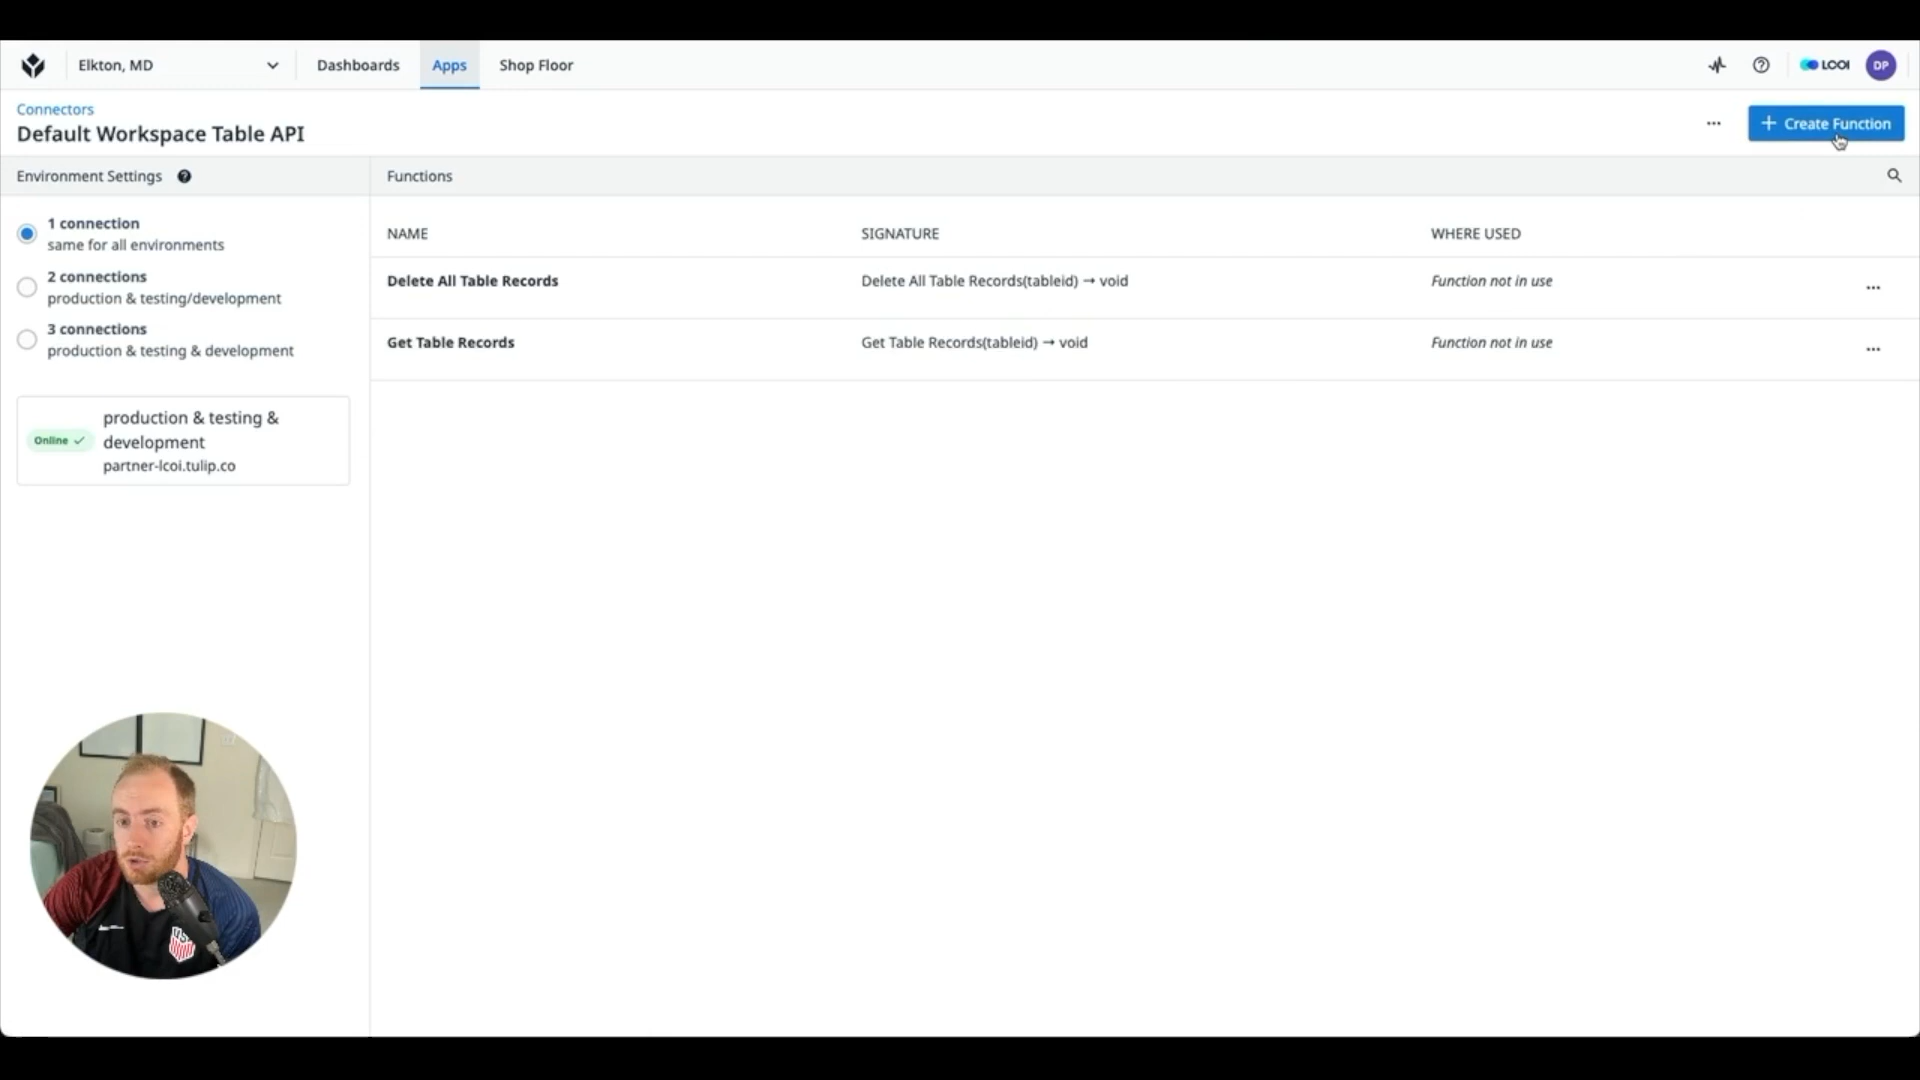 Elkton, MD
Dashboards
Apps
Shop Floor
LCOI
DP
Connectors
Default Workspace Table API
Create Function
Environment Settings
Functions
1 connection
same for all environments
2 connections
production & testing/development
3 connections
production & testing & development
Online
production & testing &
development
partner-lcoi.tulip.co
NAME
SIGNATURE
WHERE USED
Delete All Table Records
Delete All Table Records(tableid) → void
Function not in use
Get Table Records
Get Table Records(tableid) → void
Function not in use